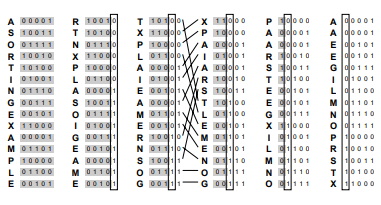 A 00001 R 10010 T 10100 X 11000 P 10000 A 00001
S 10011 T 10100 X 11000 P 10000 A 00001 A 00001
O 01111 N 01110 P 10000 A 00001 A 00001 E 00101
R 10010 X 11000 L 01100 I 01001 R 10010 E 00101
T 10100 P 10000 A 00001 A 00001 S 10011 G 00111
I 01001 L 01100 I 01001 R 10010 T 10100 I 01001
N 01110 A 00001 E 00101 S 10011 E 00101 L 01100
G 00111 S 10011 A 00001 T 10100 E 00101 M 01101
E 00101 O 01111 M 01101 L 01100 G 00111 N 01110
X 11000 I 01001 E 00101 E 00101 X 11000 O 01111
A 00001 G 00111 R 10010 M 01101 I 01001 P 10000
M 01101 E 00101 N 01110 E 00101 L 01100 R 10010
P 10000 A 00001 S 10011 N 01110 M 01101 S 10011
L 01100 M 01101 O 01111 O 01111 N 01110 T 10100
E 00101 E 00101 G 00111 G 00111 O 01111 X 11000